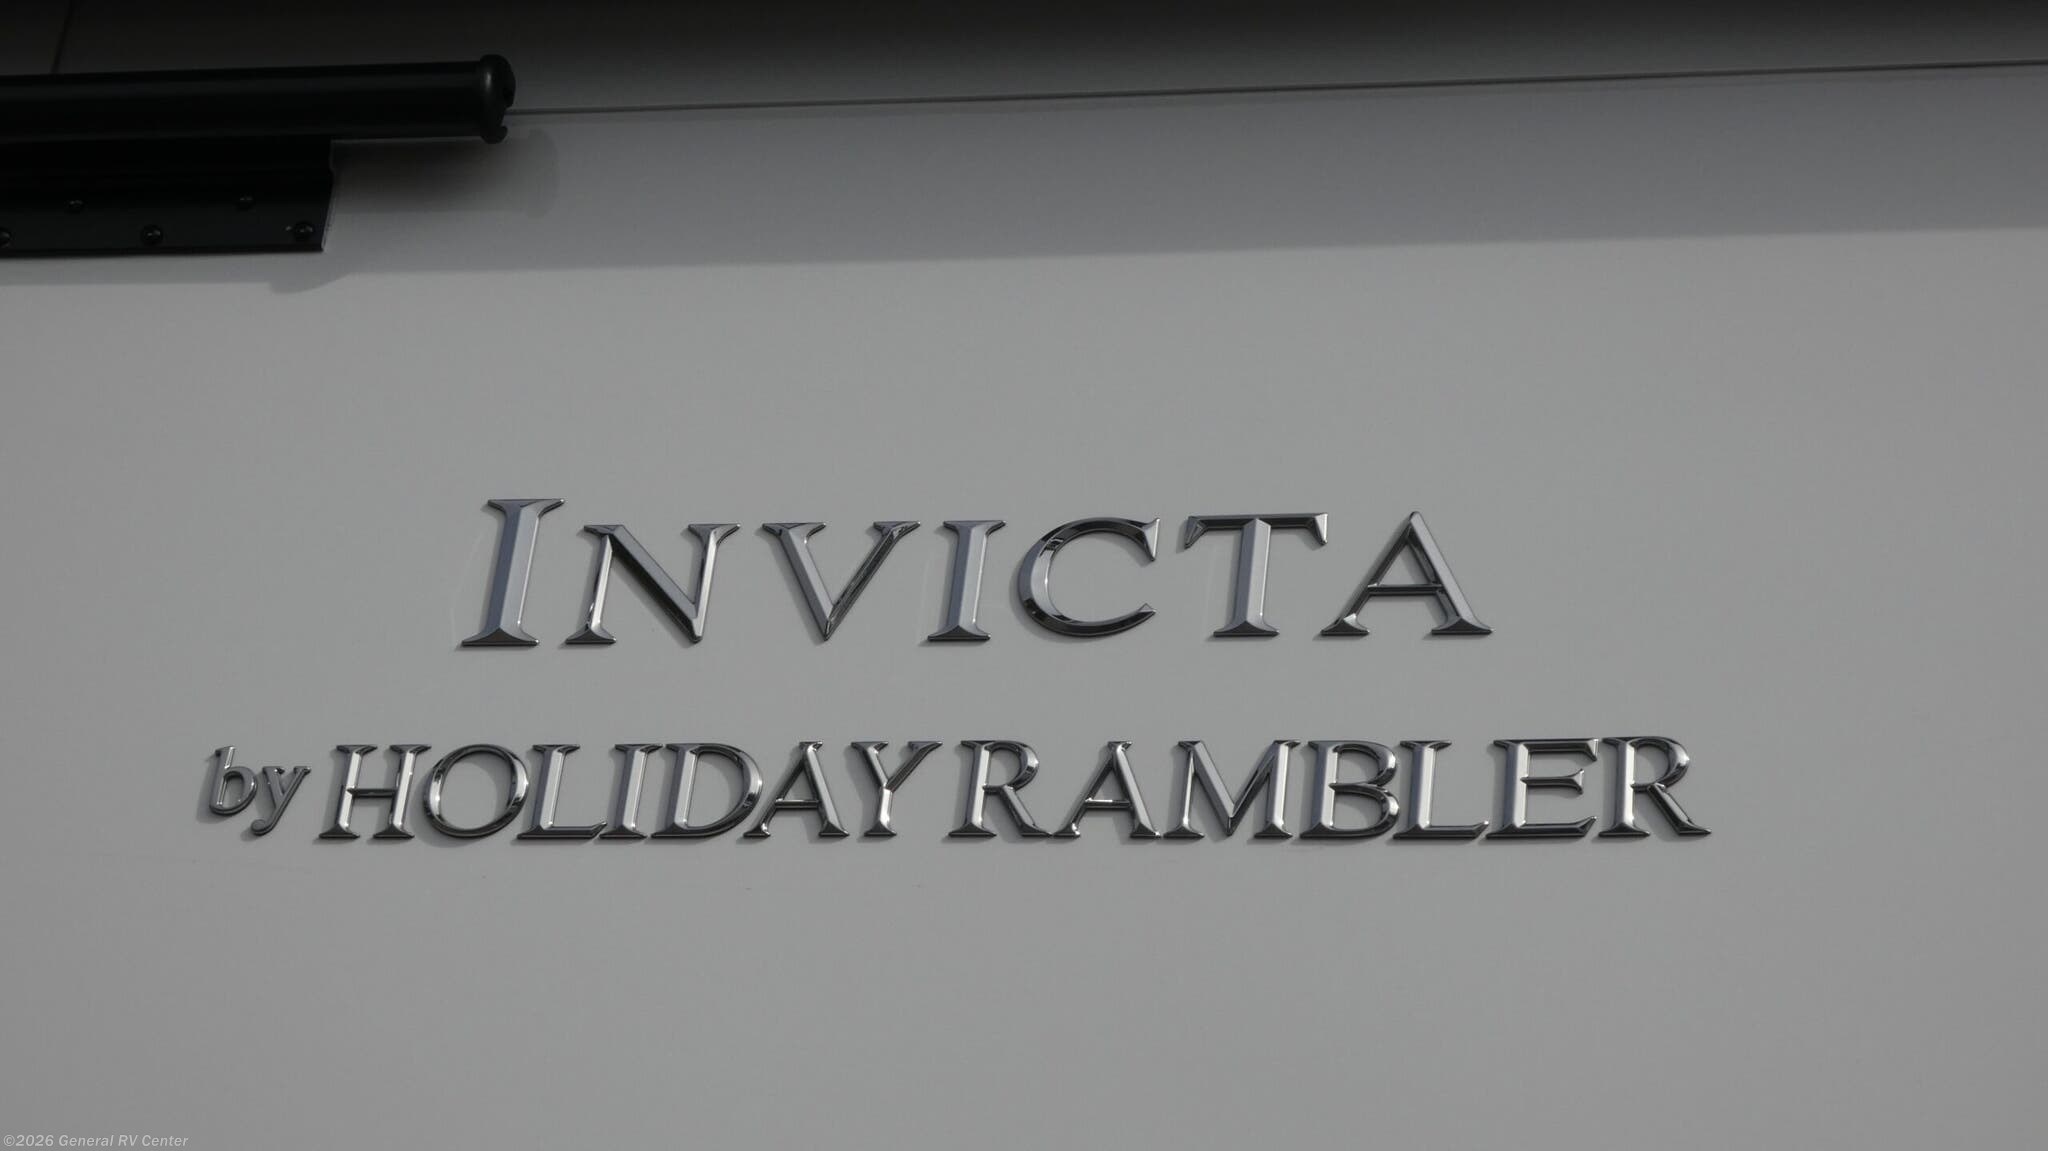 INVICTA
by HOLIDAY RAMBLER
©2026 General RV Center